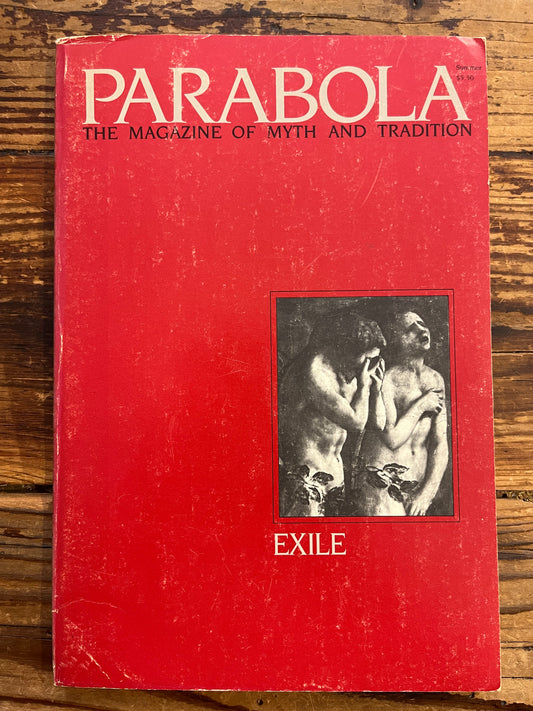 PARABOLA
Summer
$5.50
THE MAGAZINE OF MYTH AND TRADITION
EXILE